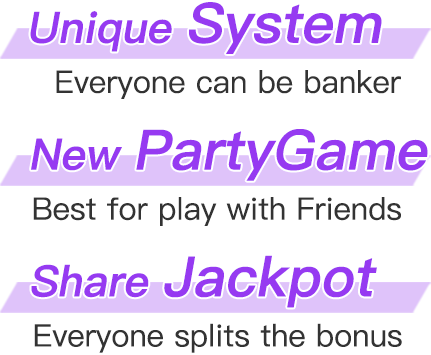 Unique System
Everyone can be banker
New PartyGame
Best for play with Friends
Share Jackpot
Everyone splits the bonus